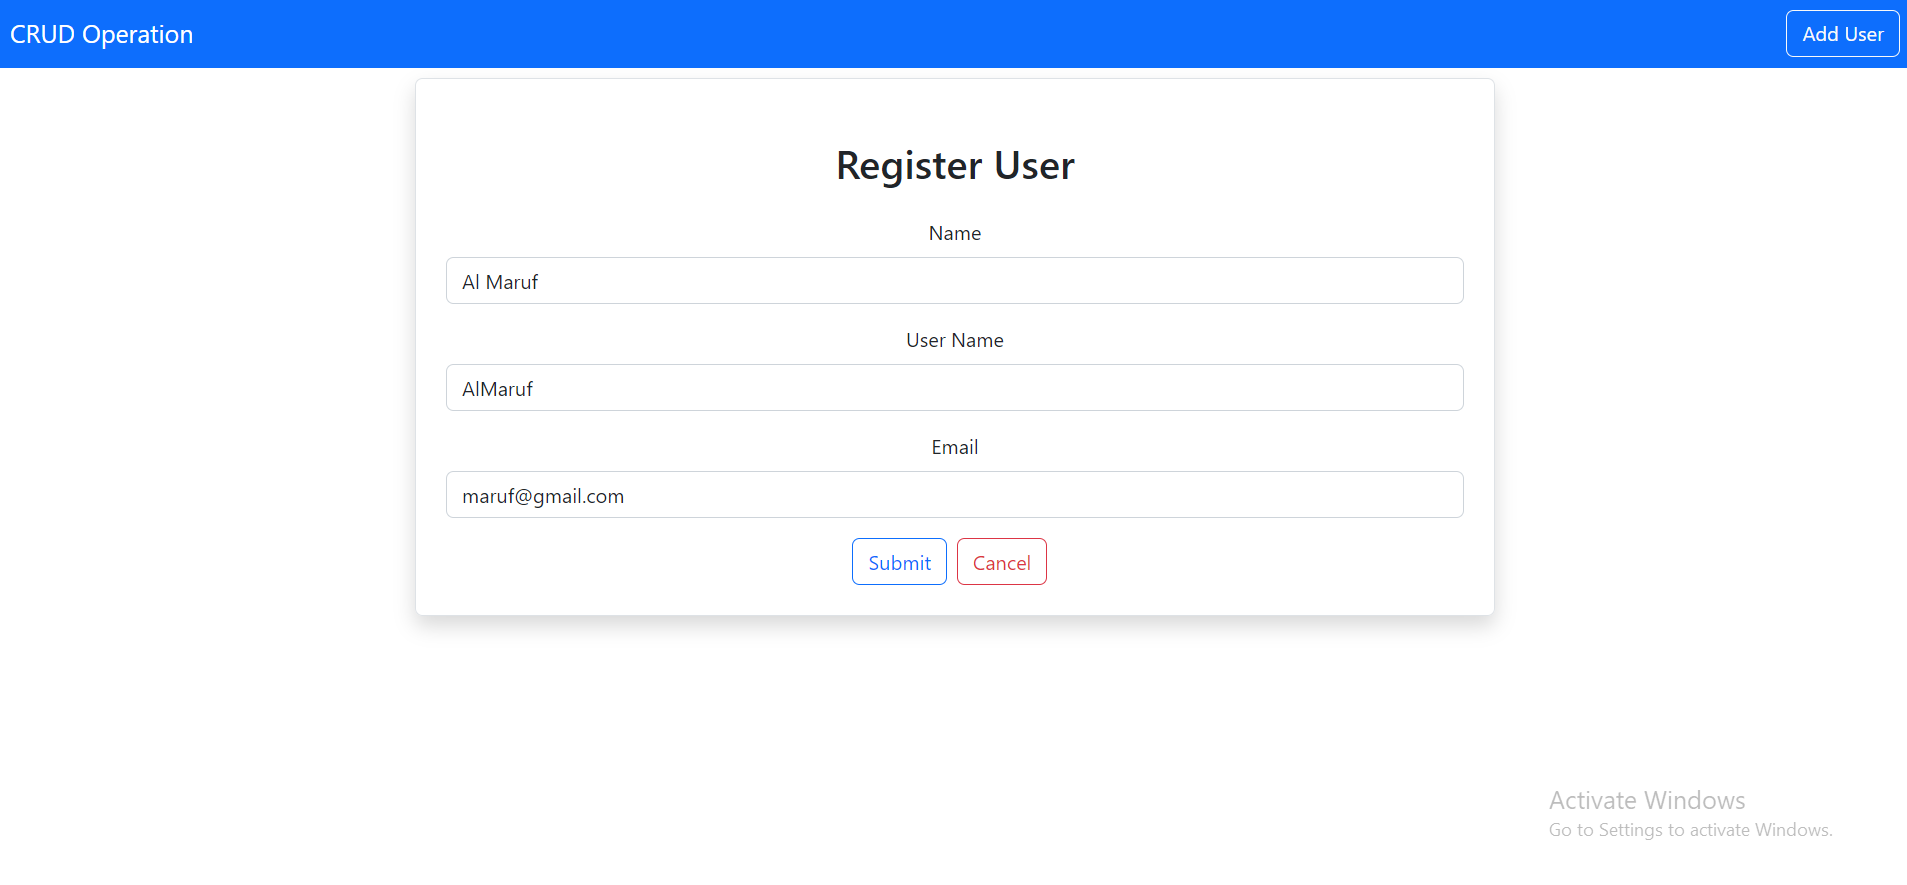 CRUD Operation
Add User
Register User
Name
Al Maruf
User Name
AlMaruf
Email
maruf@gmail.com
Submit
Cancel
Activate Windows
Go to Settings to activate Windows.